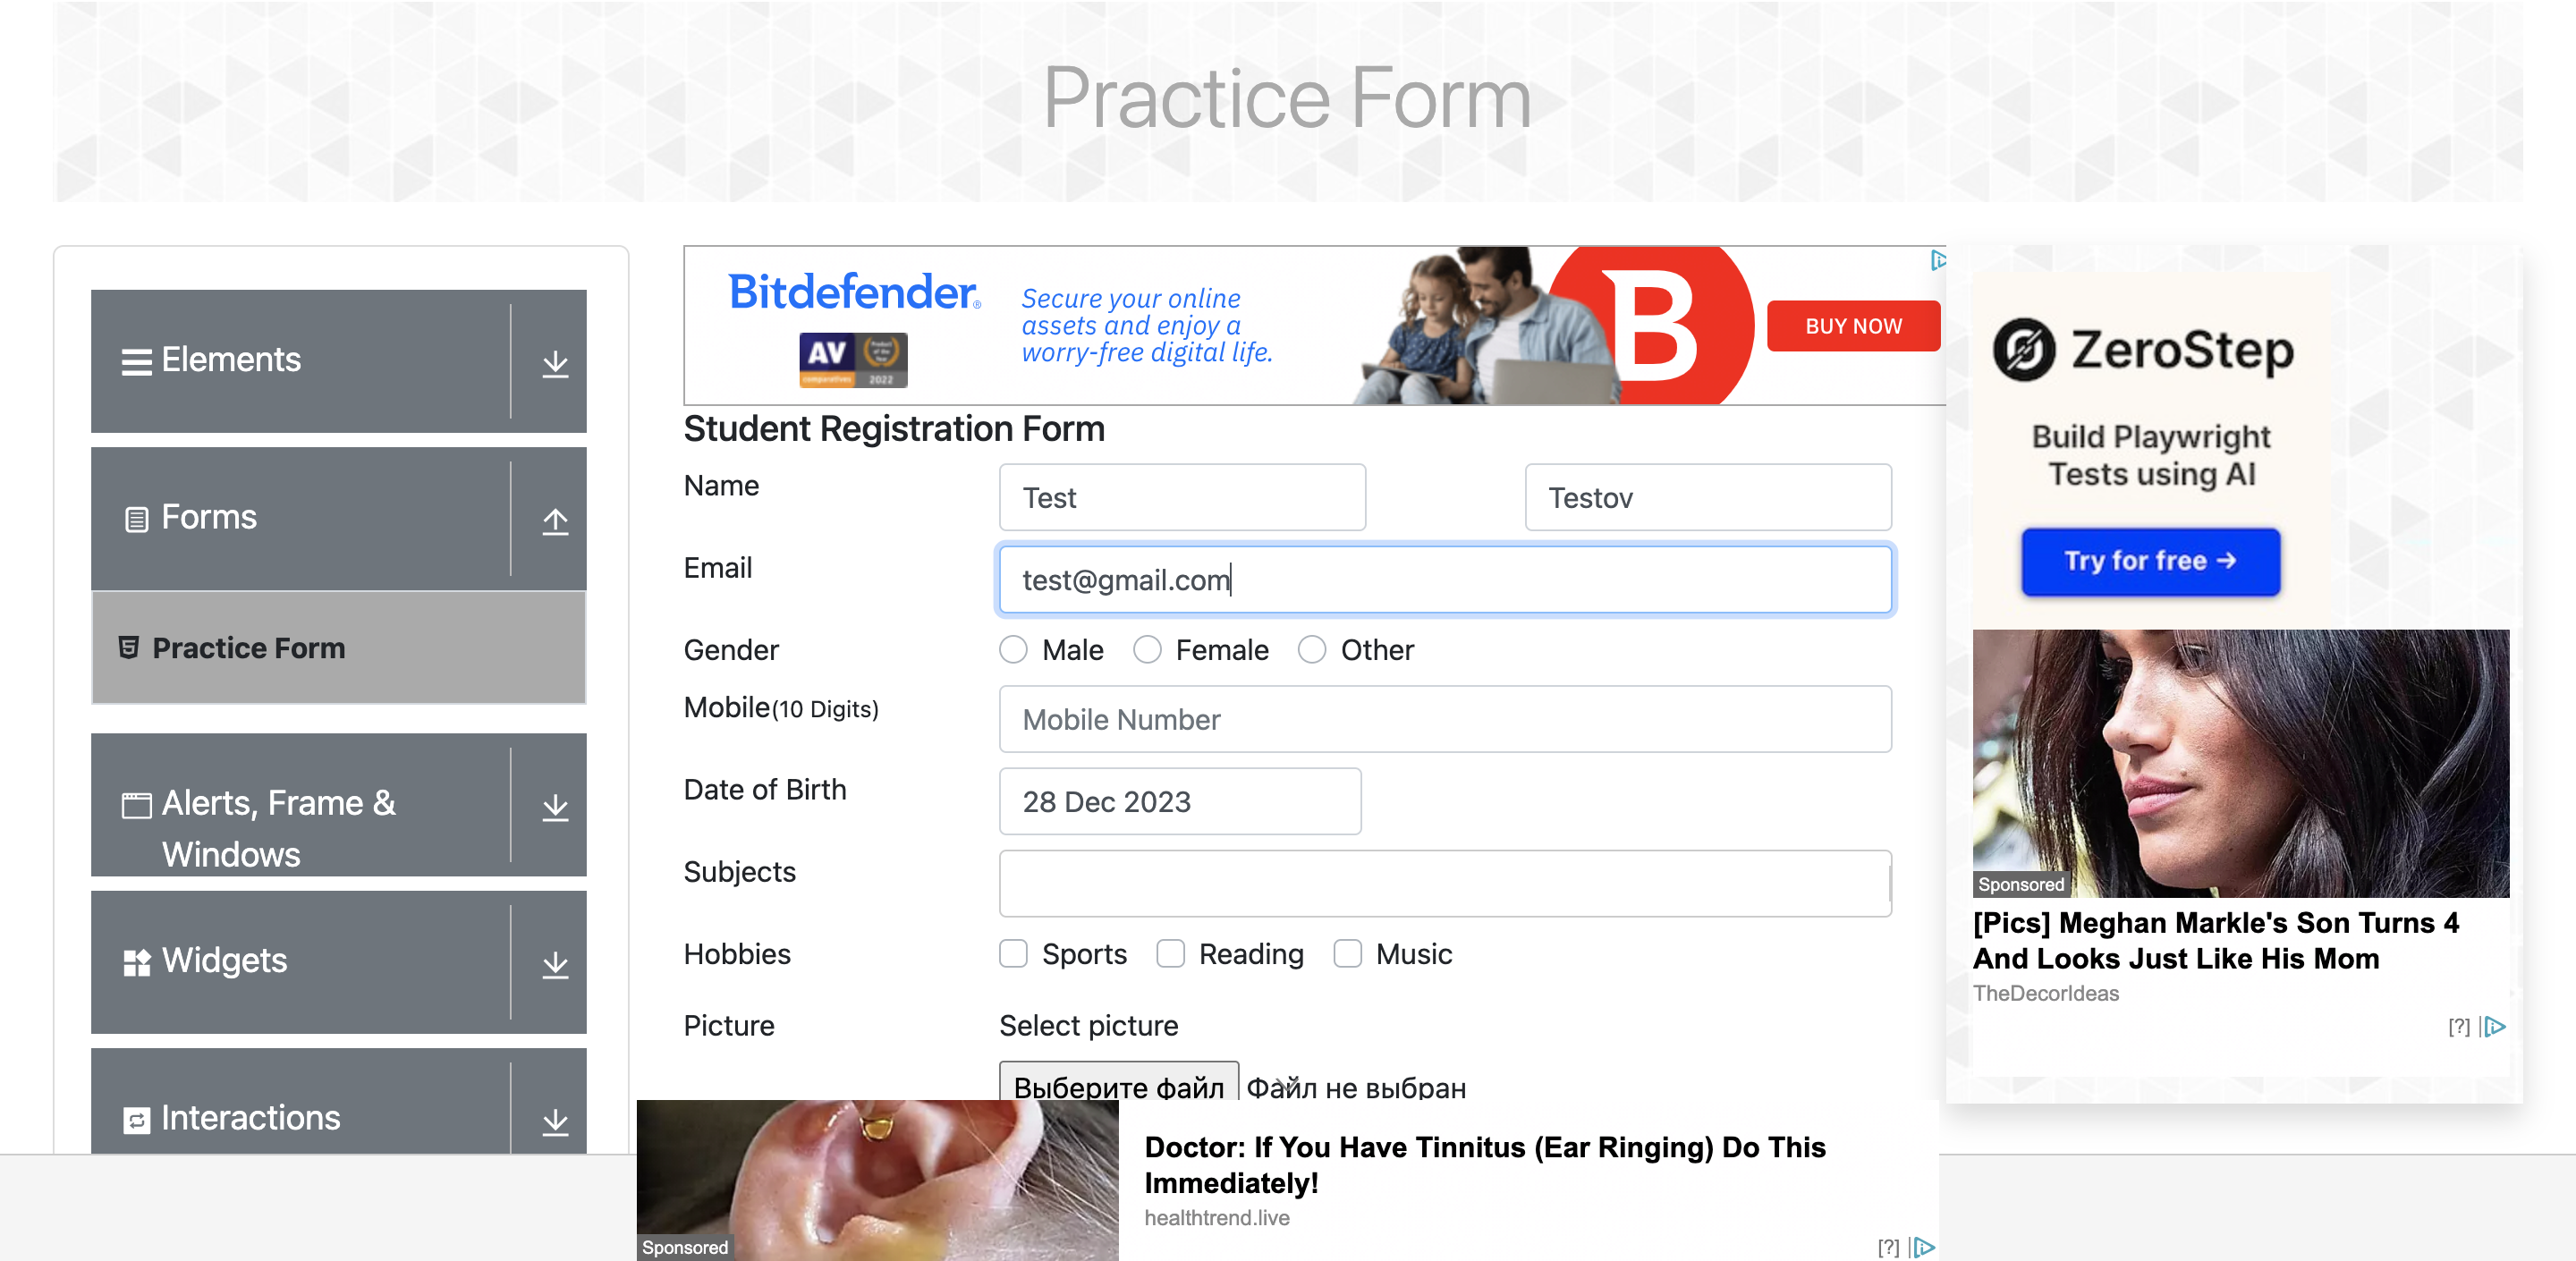 Practice Form
Elements
Forms
Practice Form
Alerts, Frame &
Windows
Widgets
Interactions
Bitdefender®
AV
comparatives
Product
of the
Year
2022
Secure your online
assets and enjoy a
worry-free digital life.
B
BUY NOW
Student Registration Form
Name
Test
Testov
Email
test@gmail.com
Gender
Male
Female
Other
Mobile(10 Digits)
Mobile Number
Date of Birth
28 Dec 2023
Subjects
Hobbies
Sports
Reading
Music
Picture
Select picture
Выберите файл
Файл не выбран
ZeroStep
Build Playwright
Tests using AI
Try for free →
Sponsored
[Pics] Meghan Markle's Son Turns 4
And Looks Just Like His Mom
TheDecorIdeas
[?]
Sponsored
Doctor: If You Have Tinnitus (Ear Ringing) Do This
Immediately!
healthtrend.live
[?]